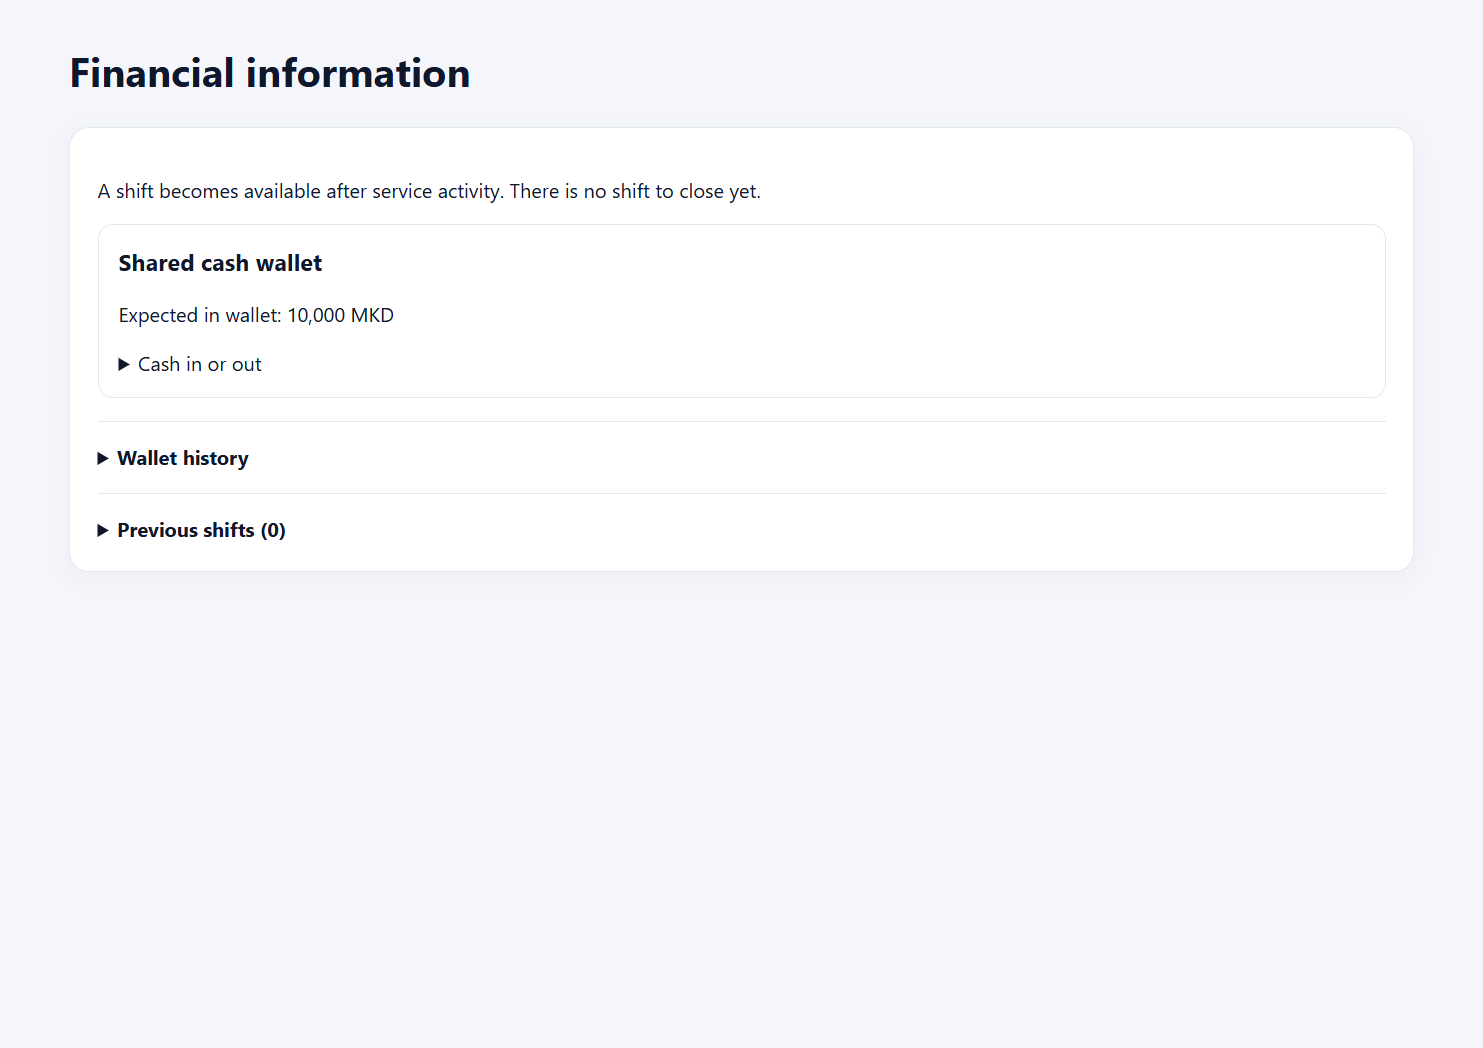 Financial information
A shift becomes available after service activity. There is no shift to close yet.
Shared cash wallet
Expected in wallet: 10,000 MKD
Cash in or out
Wallet history
Previous shifts (0)